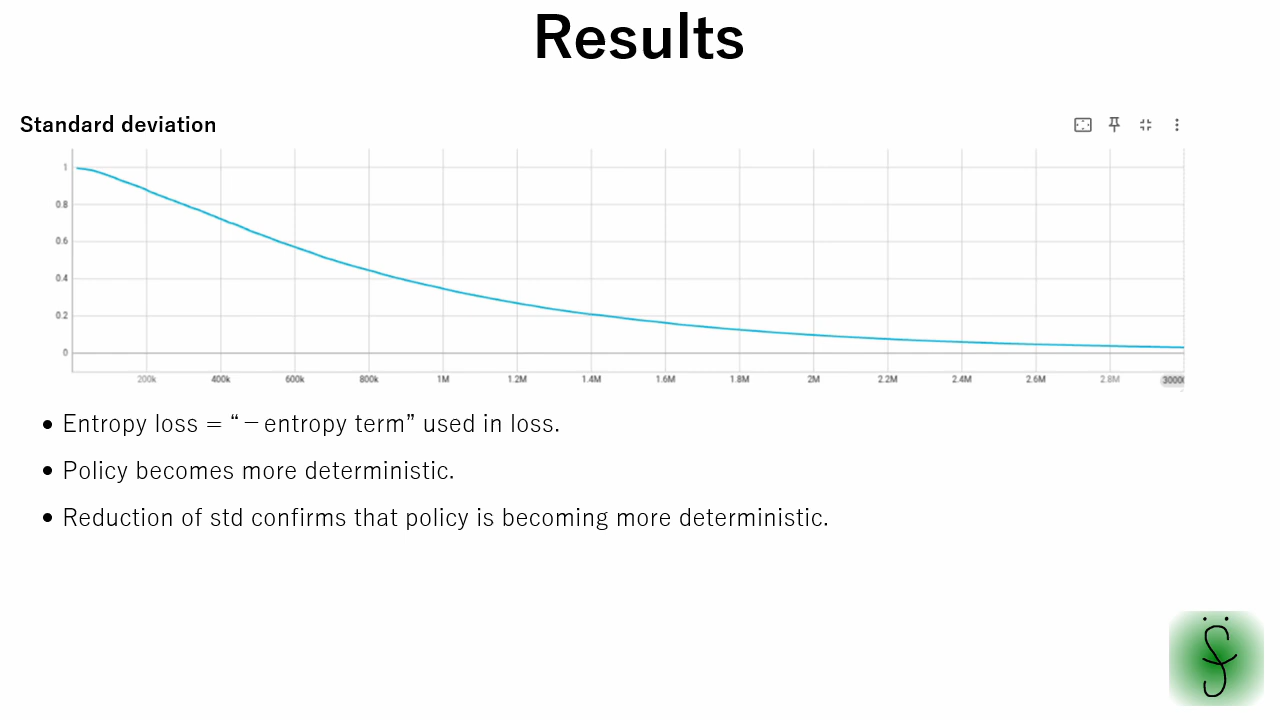 Results
Standard deviation
1
0.8
0.6
0.4
0.2
0
200k 400k 600k 800k 1M 1.2M 1.4M 1.6M 1.8M 2M 2.2M 2.4M 2.6M 2.8M
• Entropy loss = “－entropy term” used in loss.
• Policy becomes more deterministic.
• Reduction of std confirms that policy is becoming more deterministic.